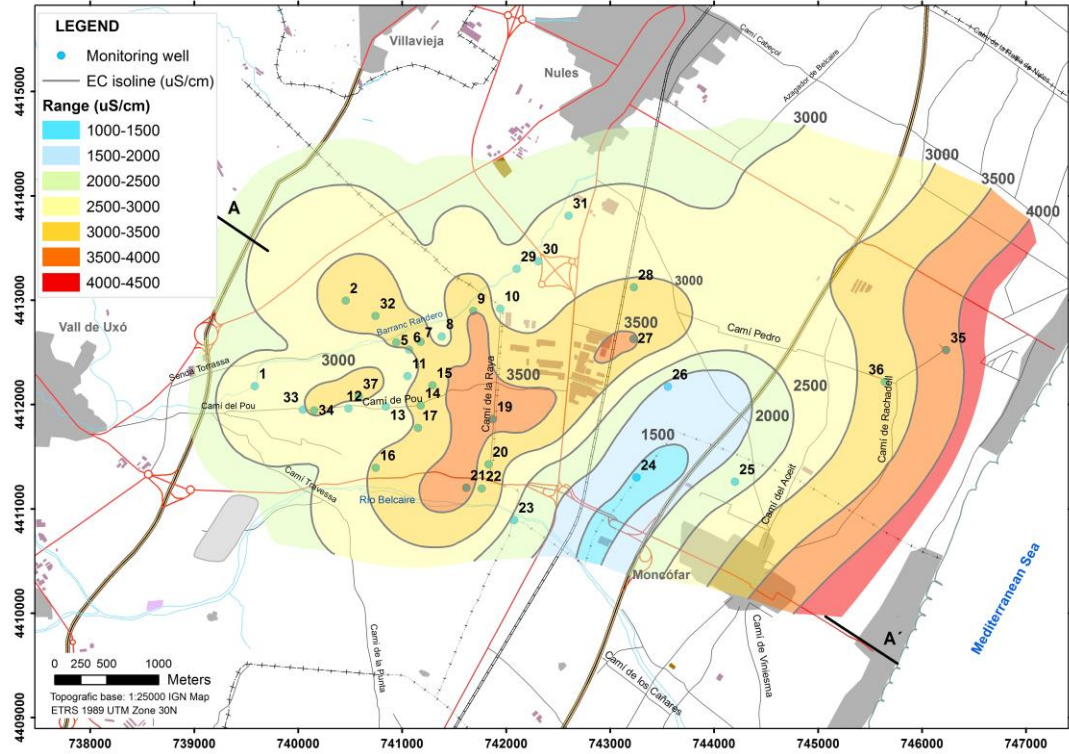 LEGEND
Monitoring well
EC isoline (uS/cm)
Range (uS/cm)
1000-1500
1500-2000
2000-2500
2500-3000
3000-3500
3500-4000
4000-4500
Villavieja
Nules
Camí Cabeçol
Azagador de Belcaire
Camí de la Ratlla de Nules
A
3000
3000
3500
4000
31
29
30
2
32
9
10
28
3000
Barranc Randero
5
6
7
8
3500
27
Camí Pedro
35
Vall de Uxó
Senda Torrassa
3000
11
15
Camí de la Raya
3500
36
1
37
12
Camí de Pou
14
26
2500
33
34
Camí del Pou
13
17
19
2000
Camí de Rachadell
16
20
1500
24
25
Camí Travessa
21
22
Río Belcaire
23
Camí del Aceit
Moncófar
A´
Mediterranean Sea
Camí de la Punta
Camí de los Cañares
Camí de Viniesma
0 250 500 1000
Meters
Topografic base: 1:25000 IGN Map
ETRS 1989 UTM Zone 30N
4415000
4414000
4413000
4412000
4411000
4410000
4409000
738000 739000 740000 741000 742000 743000 744000 745000 746000 747000